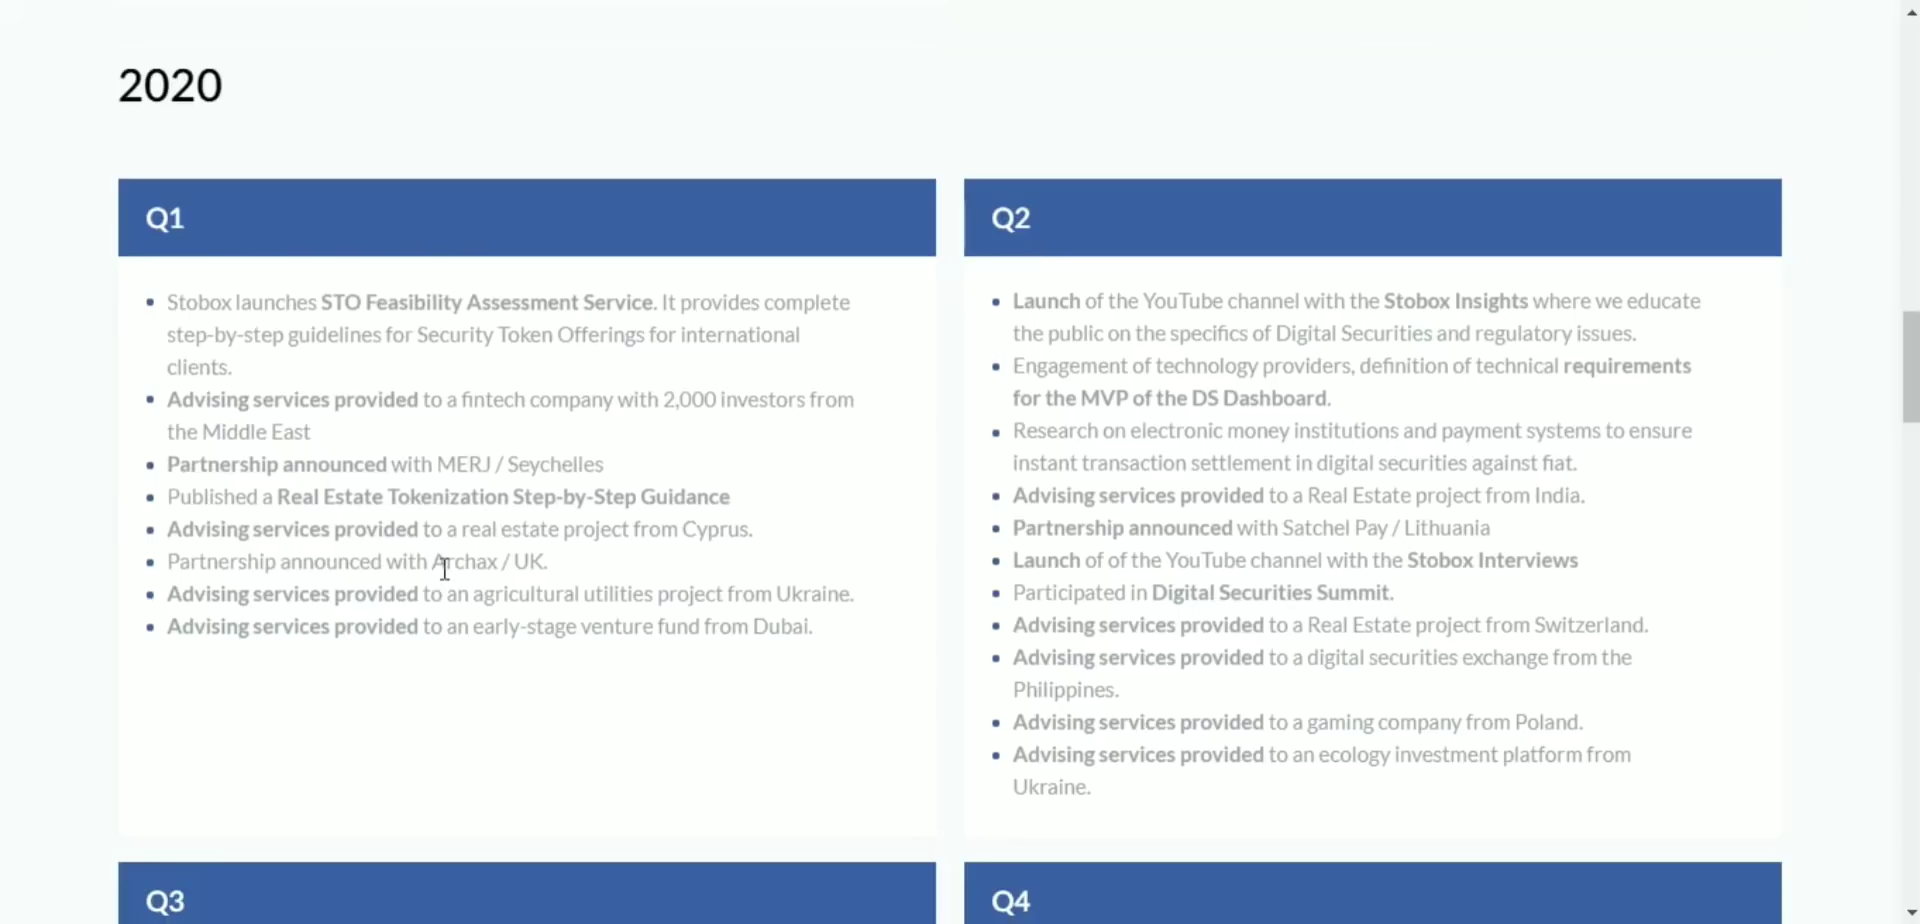 2020
Q1
Stobox launches STO Feasibility Assessment Service. It provides complete
step-by-step guidelines for Security Token Offerings for international
clients.
Advising services provided to a fintech company with 2,000 investors from
the Middle East
Partnership announced with MERJ / Seychelles
Published a Real Estate Tokenization Step-by-Step Guidance
Advising services provided to a real estate project from Cyprus.
Partnership announced with Archax / UK.
Advising services provided to an agricultural utilities project from Ukraine.
Advising services provided to an early-stage venture fund from Dubai.
Q2
Launch of the YouTube channel with the Stobox Insights where we educate
the public on the specifics of Digital Securities and regulatory issues.
Engagement of technology providers, definition of technical requirements
for the MVP of the DS Dashboard.
Research on electronic money institutions and payment systems to ensure
instant transaction settlement in digital securities against fiat.
Advising services provided to a Real Estate project from India.
Partnership announced with Satchel Pay / Lithuania
Launch of of the YouTube channel with the Stobox Interviews
Participated in Digital Securities Summit.
Advising services provided to a Real Estate project from Switzerland.
Advising services provided to a digital securities exchange from the
Philippines.
Advising services provided to a gaming company from Poland.
Advising services provided to an ecology investment platform from
Ukraine.
Q3
Q4